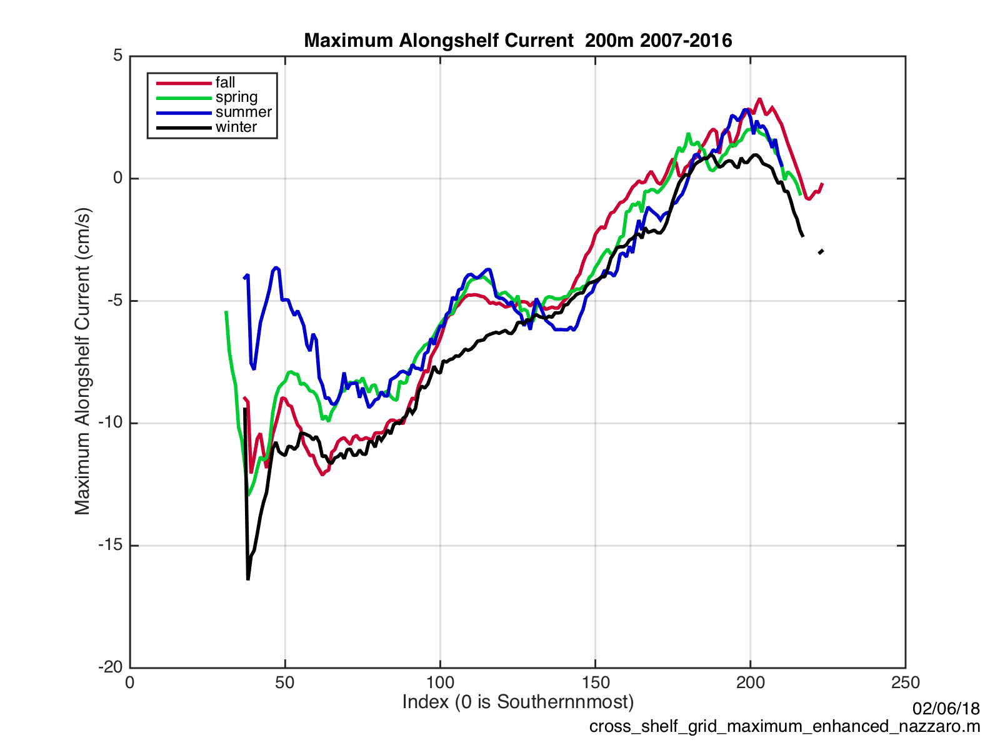 Maximum Alongshelf Current  200m 2007-2016
5
fall
spring
summer
winter
0
-5
-10
-15
-20
Maximum Alongshelf Current (cm/s)
0 50 100 150 200 250
Index (0 is Southernnmost)
02/06/18
cross_shelf_grid_maximum_enhanced_nazzaro.m